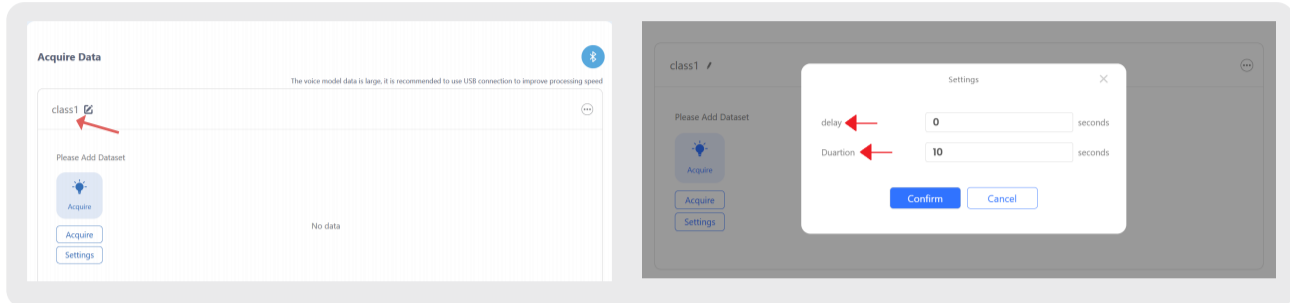 Acquire Data
The voice model data is large, it is recommended to use USB connection to improve processing speed
class1
Please Add Dataset
Acquire
Acquire
Settings
No data
class1
Please Add Dataset
Acquire
Acquire
Settings
Settings
delay 0 seconds
Duartion 10 seconds
Confirm Cancel